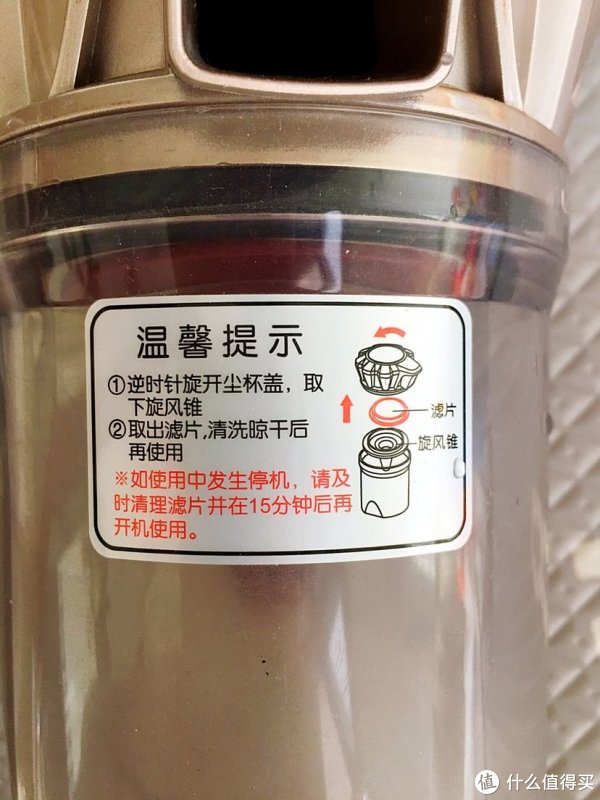 温馨提示
①逆时针旋开尘杯盖，取
下旋风锥
②取出滤片,清洗晾干后
再使用
※如使用中发生停机，请及
时清理滤片并在15分钟后再
开机使用。
滤片
旋风锥
值 什么值得买